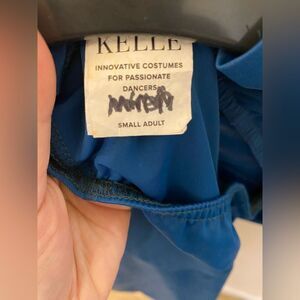 KELLE
INNOVATIVE COSTUMES
FOR PASSIONATE
DANCERS
SMALL ADULT